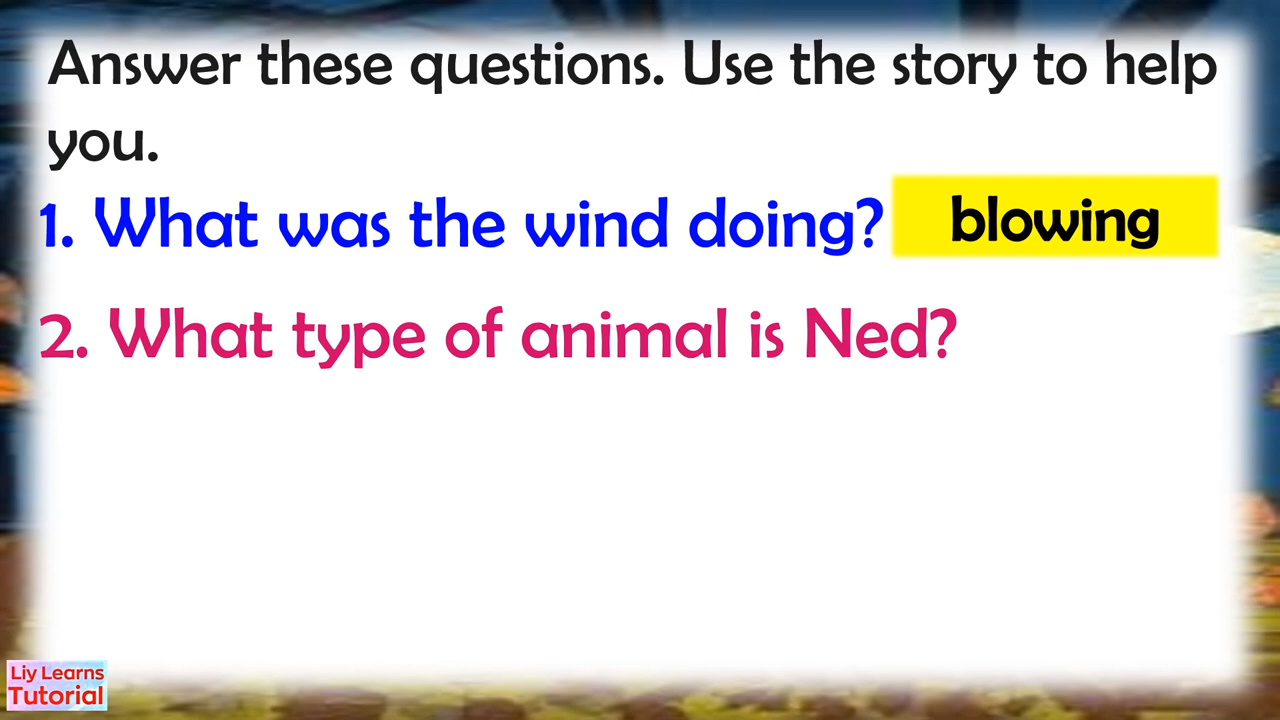 Answer these questions. Use the story to help
you.
1. What was the wind doing? blowing
2. What type of animal is Ned?
Liy Learns
Tutorial